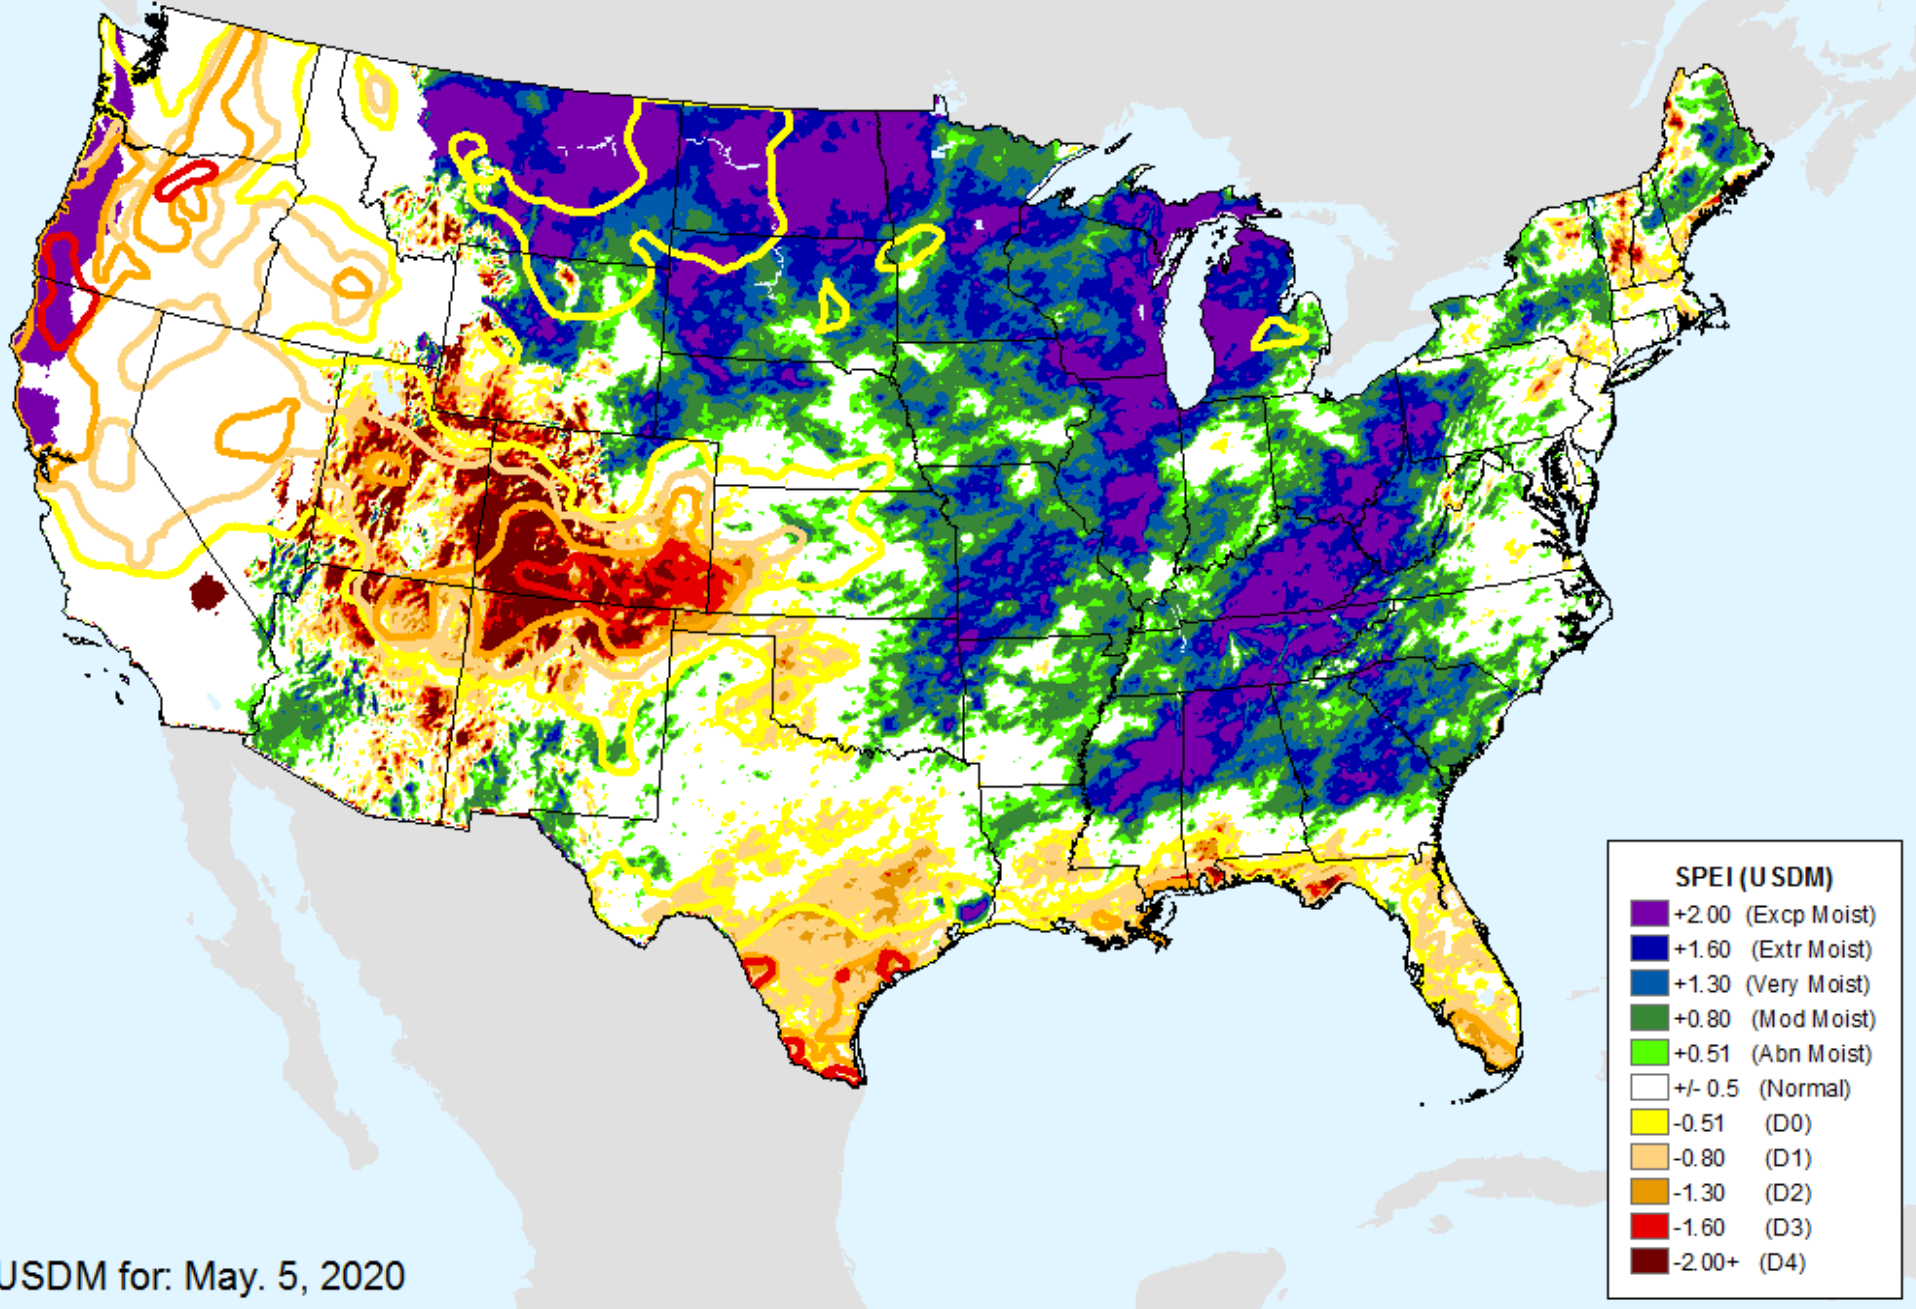 SPEI (USDM)
+2.00 (Excp Moist)
+1.60 (Extr Moist)
+1.30 (Very Moist)
+0.80 (Mod Moist)
+0.51 (Abn Moist)
+/- 0.5 (Normal)
-0.51 (D0)
-0.80 (D1)
-1.30 (D2)
-1.60 (D3)
-2.00+ (D4)
USDM for: May. 5, 2020